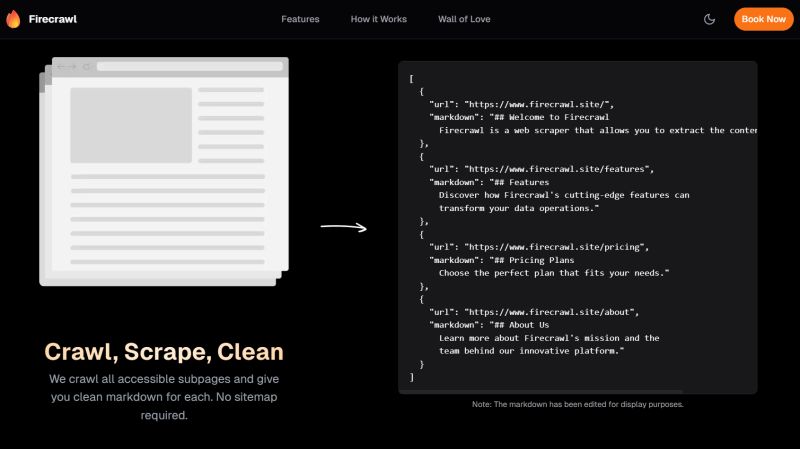 Firecrawl
Features
How it Works
Wall of Love
Book Now
[
{
"url": "https://www.firecrawl.site/",
"markdown": "## Welcome to Firecrawl
Firecrawl is a web scraper that allows you to extract the conten
},
{
"url": "https://www.firecrawl.site/features",
"markdown": "## Features
Discover how Firecrawl's cutting-edge features can
transform your data operations."
},
{
"url": "https://www.firecrawl.site/pricing",
"markdown": "## Pricing Plans
Choose the perfect plan that fits your needs."
},
{
"url": "https://www.firecrawl.site/about",
"markdown": "## About Us
Learn more about Firecrawl's mission and the
team behind our innovative platform."
}
]
Note: The markdown has been edited for display purposes.
Crawl, Scrape, Clean
We crawl all accessible subpages and give
you clean markdown for each. No sitemap
required.